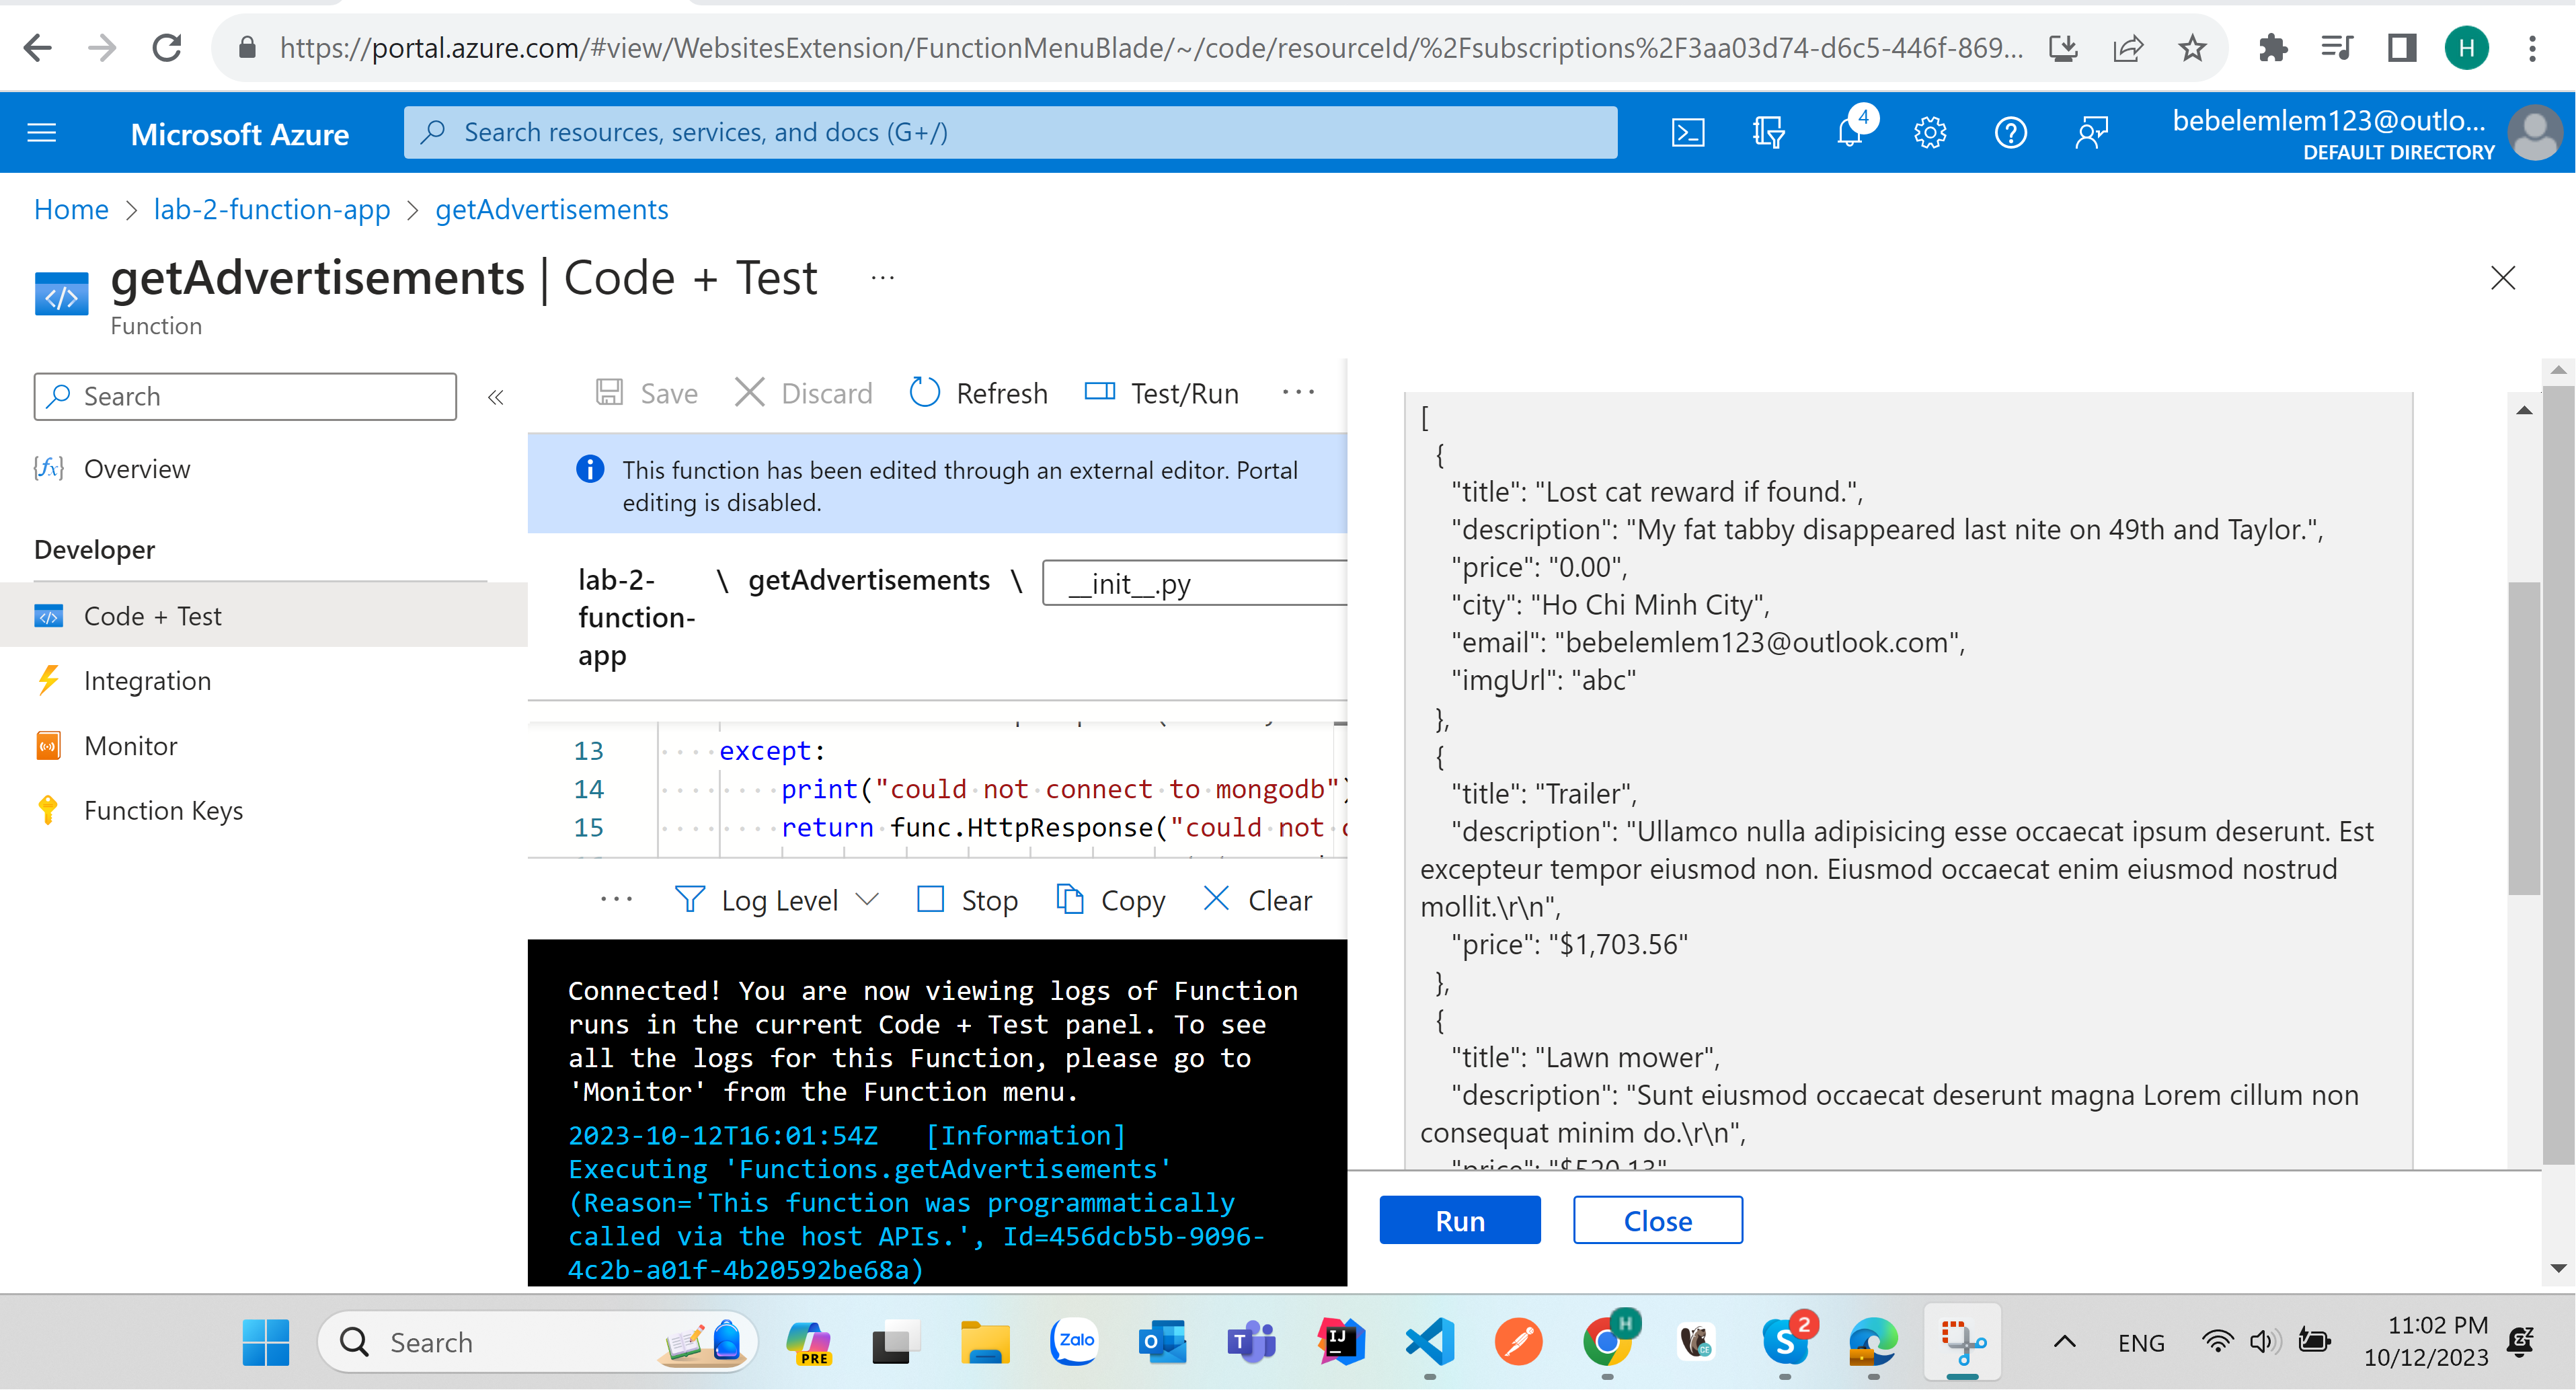 https://portal.azure.com/#view/WebsitesExtension/FunctionMenuBlade/~/code/resourceId/%2Fsubscriptions%2F3aa03d74-d6c5-446f-869...
H
Microsoft Azure
Search resources, services, and docs (G+/)
4
bebelemlem123@outlo...
DEFAULT DIRECTORY
Home > lab-2-function-app > getAdvertisements
getAdvertisements | Code + Test ...
Function
Search
«
Overview
Developer
Code + Test
Integration
Monitor
Function Keys
Save
Discard
Refresh
Test/Run
...
This function has been edited through an external editor. Portal
editing is disabled.
lab-2-
function-
app
\ getAdvertisements \
__init__.py
13 except:
14 print("could not connect to mongodb")
15 return func.HttpResponse("could not
...
Log Level
Stop
Copy
Clear
Connected! You are now viewing logs of Function
runs in the current Code + Test panel. To see
all the logs for this Function, please go to
'Monitor' from the Function menu.
2023-10-12T16:01:54Z [Information]
Executing 'Functions.getAdvertisements'
(Reason='This function was programmatically
called via the host APIs.', Id=456dcb5b-9096-
4c2b-a01f-4b20592be68a)
[
{
"title": "Lost cat reward if found.",
"description": "My fat tabby disappeared last nite on 49th and Taylor.",
"price": "0.00",
"city": "Ho Chi Minh City",
"email": "bebelemlem123@outlook.com",
"imgUrl": "abc"
},
{
"title": "Trailer",
"description": "Ullamco nulla adipisicing esse occaecat ipsum deserunt. Est
excepteur tempor eiusmod non. Eiusmod occaecat enim eiusmod nostrud
mollit.\r\n",
"price": "$1,703.56"
},
{
"title": "Lawn mower",
"description": "Sunt eiusmod occaecat deserunt magna Lorem cillum non
consequat minim do.\r\n",
"price": "$520.13"
Run
Close
Search
PRE
Zalo
O
T
IJ
H
CE
S
2
ENG
11:02 PM
10/12/2023